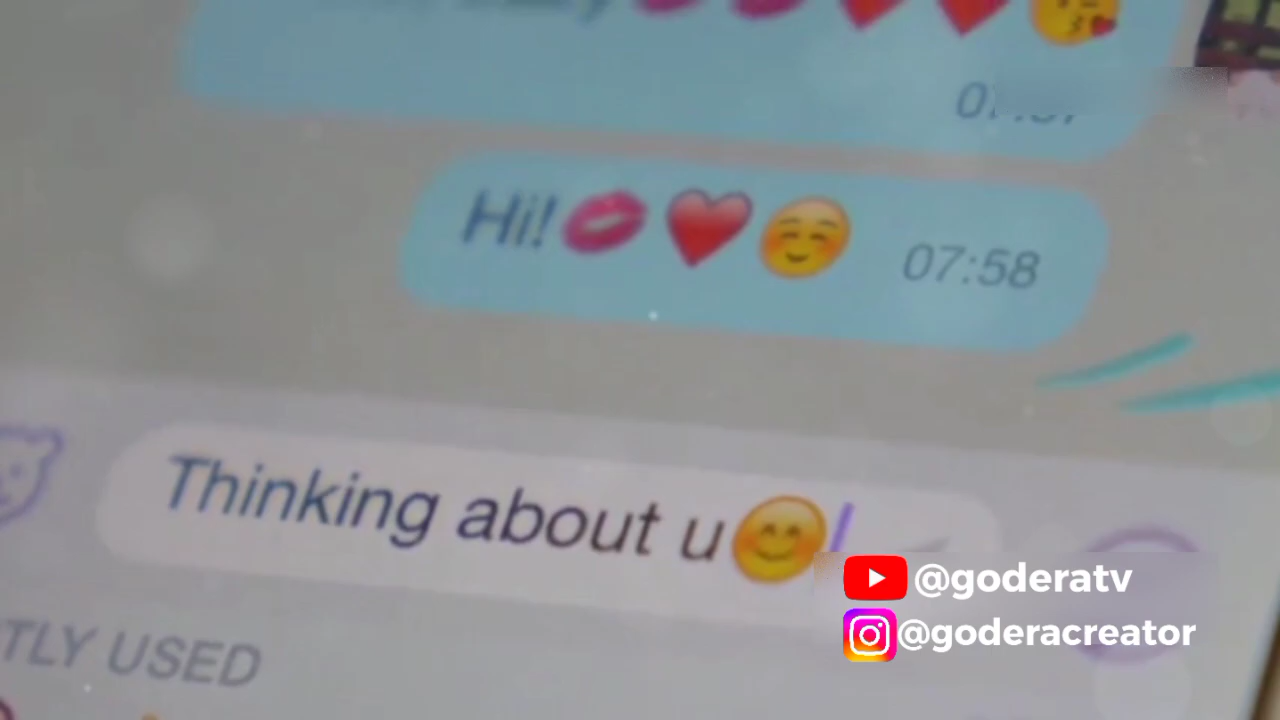 Hi!💋❤️☺️ 07:58
Thinking about u😊
TLY USED
@goderatv
@goderacreator